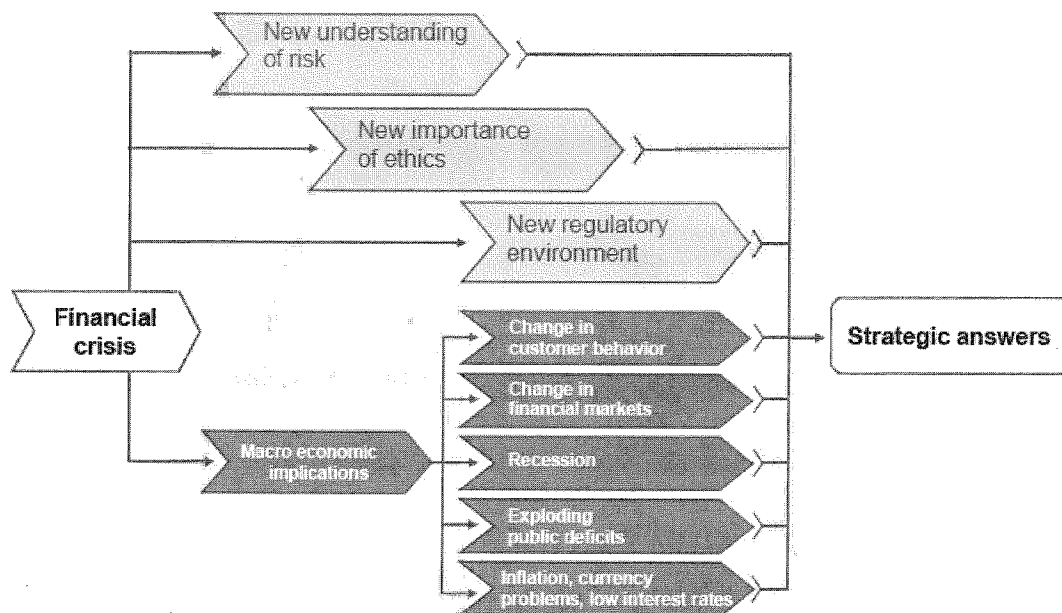 New understanding
of risk
New importance
of ethics
New regulatory
environment
Financial
crisis
Change in
customer behavior
Strategic answers
Change in
financial markets
Macro economic
implications
Recession
Exploding
public deficits
Inflation, currency
problems, low interest rates